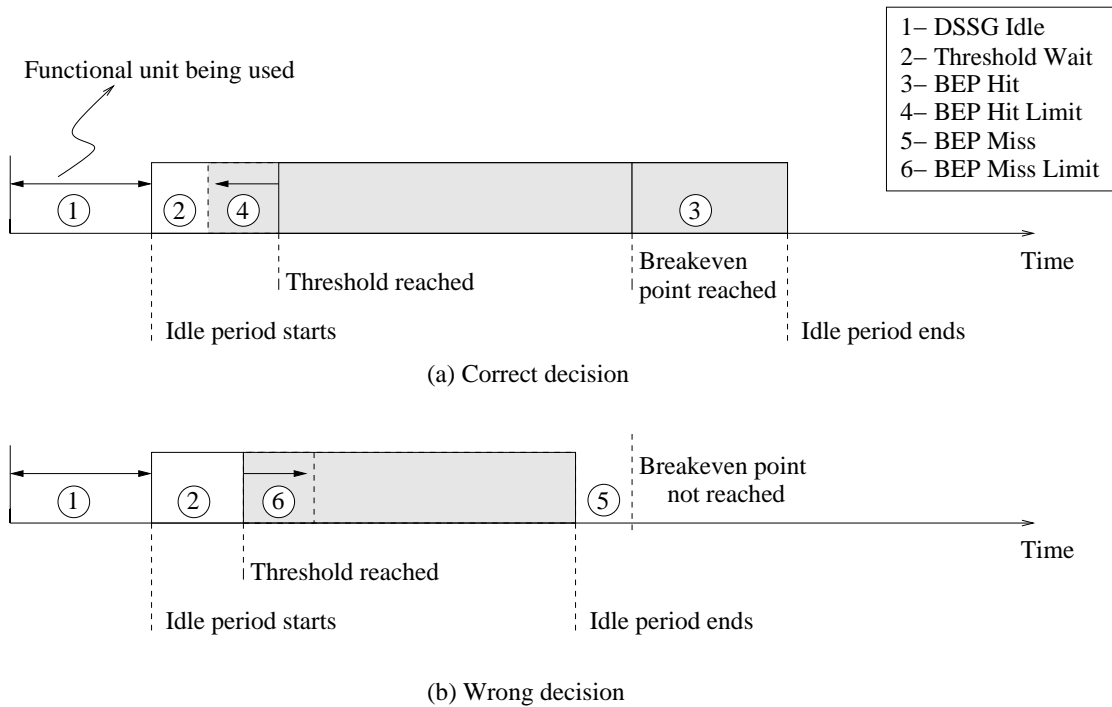 1– DSSG Idle
2– Threshold Wait
3– BEP Hit
4– BEP Hit Limit
5– BEP Miss
6– BEP Miss Limit
Functional unit being used
1
2
4
3
Time
Threshold reached
Breakeven
point reached
Idle period starts
Idle period ends
(a) Correct decision
1
2
6
5
Breakeven point
not reached
Time
Threshold reached
Idle period starts
Idle period ends
(b) Wrong decision